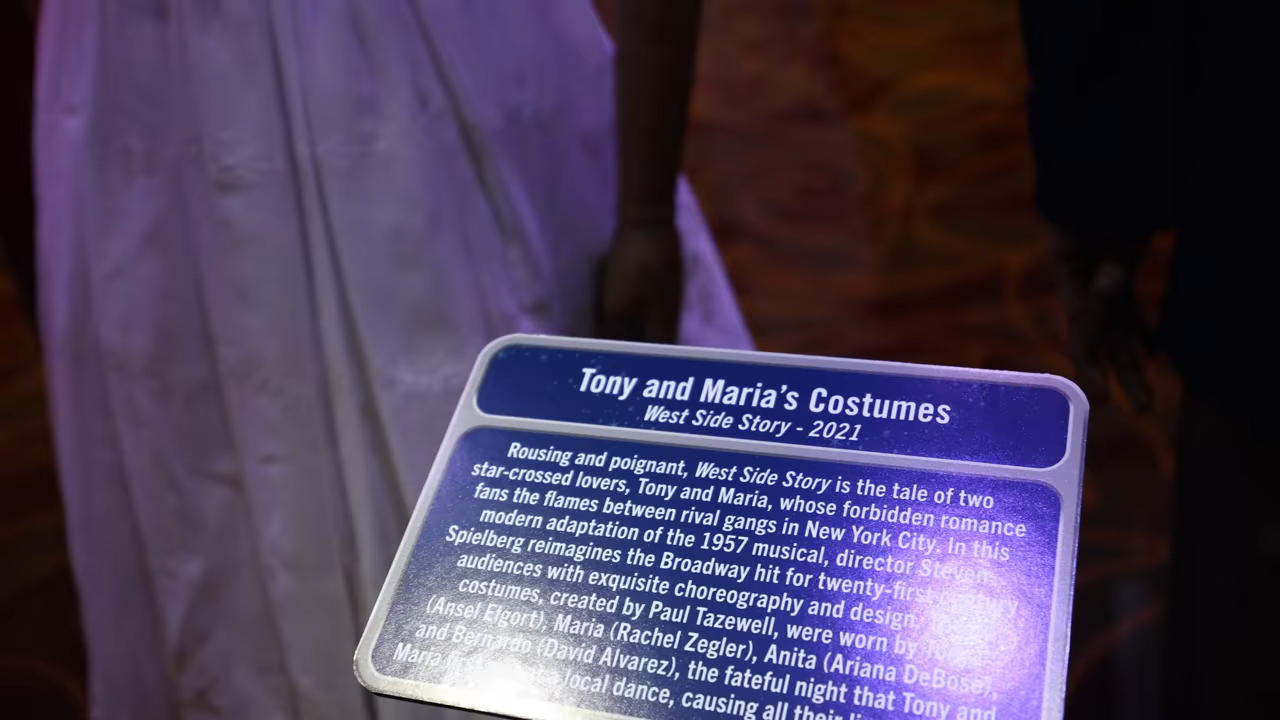 Tony and Maria's Costumes
West Side Story - 2021
Rousing and poignant, West Side Story is the tale of two
star-crossed lovers, Tony and Maria, whose forbidden romance
fans the flames between rival gangs in New York City. In this
modern adaptation of the 1957 musical, director Steven
Spielberg reimagines the Broadway hit for twenty-first
audiences with exquisite choreography and design
costumes, created by Paul Tazewell, were worn by
(Ansel Elgort), Maria (Rachel Zegler), Anita (Ariana DeBose),
and Bernardo (David Alvarez), the fateful night that Tony and
Maria local dance, causing all their